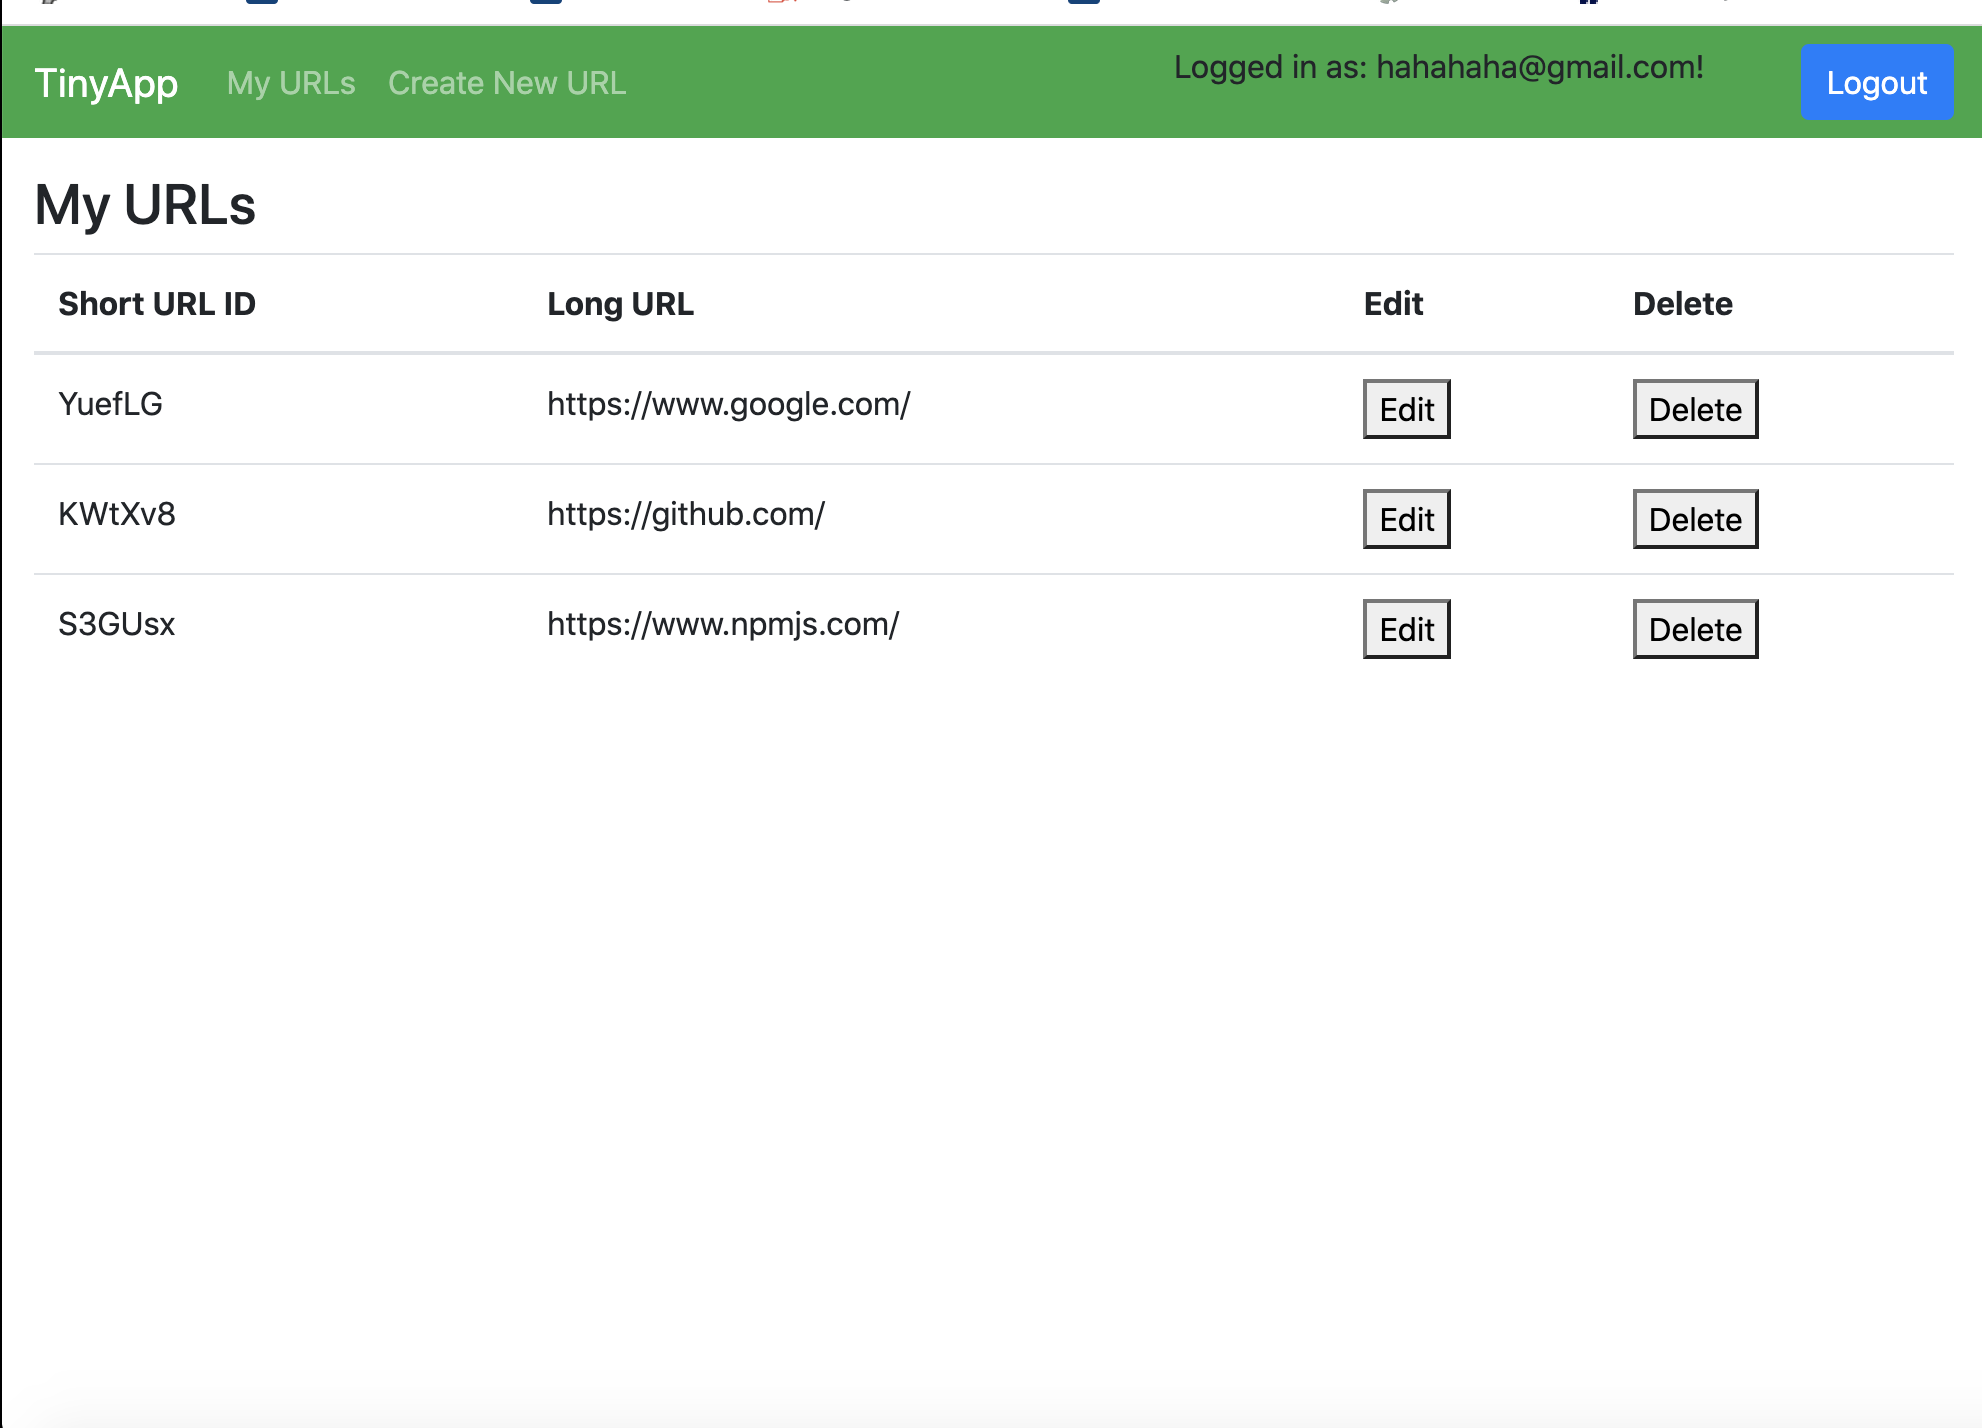 TinyApp My URLs Create New URL Logged in as: hahahaha@gmail.com! Logout
My URLs
Short URL ID Long URL Edit Delete
YuefLG https://www.google.com/ Edit Delete
KWtXv8 https://github.com/ Edit Delete
S3GUsx https://www.npmjs.com/ Edit Delete